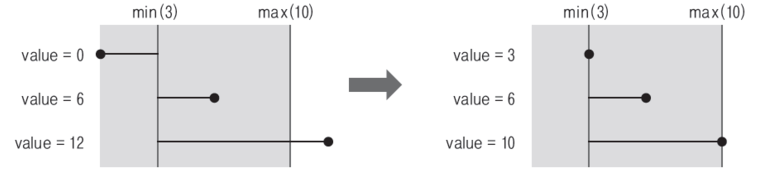 min(3) max(10)
value = 0
value = 6
value = 12
min(3) max(10)
value = 3
value = 6
value = 10